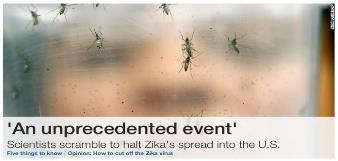 'An unprecedented event'
Scientists scramble to halt Zika's spread into the U.S.
Five things to know | Opinion: How to cut off the Zika virus